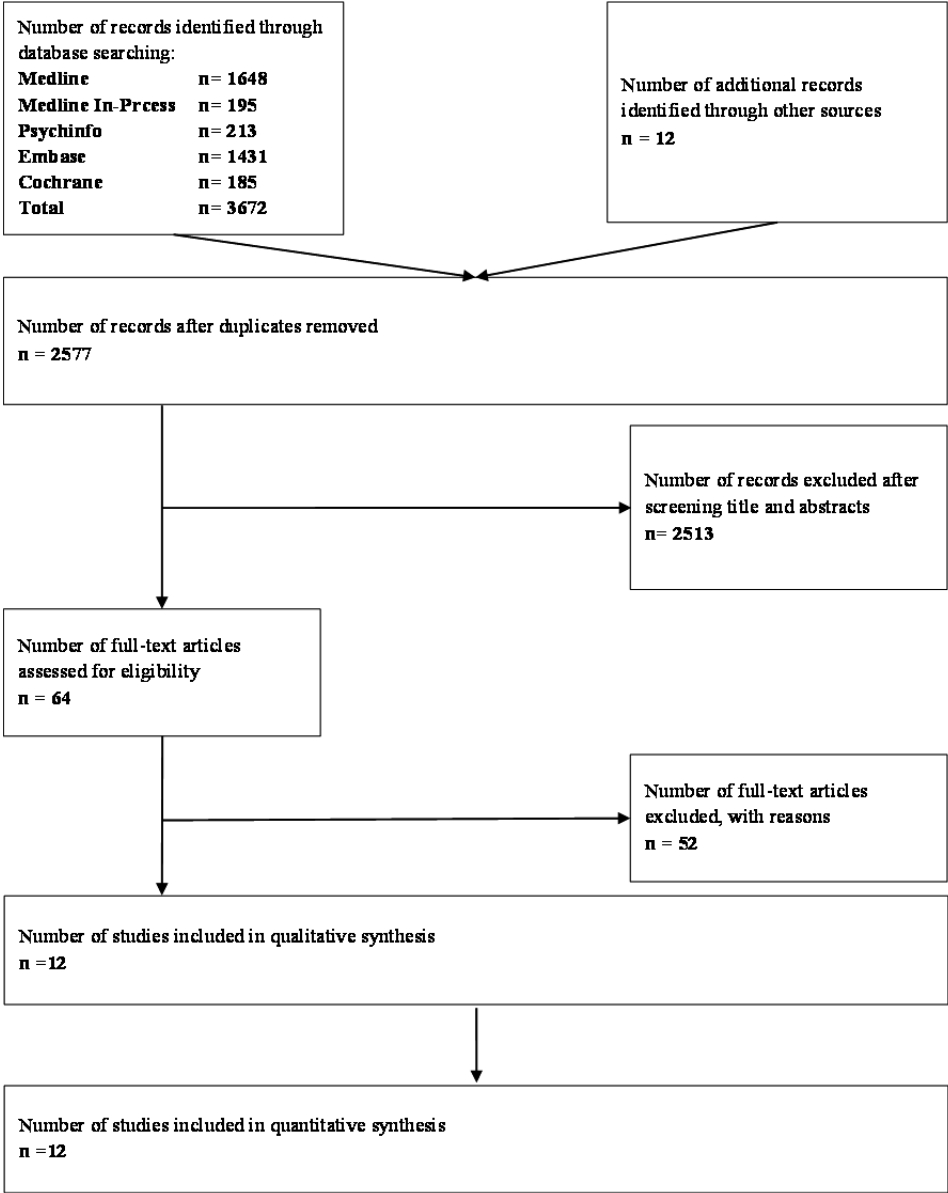 Number of records identified through
database searching:
Medline n= 1648
Medline In-Prcess n= 195
Psychinfo n= 213
Embase n= 1431
Cochrane n= 185
Total n= 3672
Number of additional records
identified through other sources
n = 12
Number of records after duplicates removed
n = 2577
Number of records excluded after
screening title and abstracts
n= 2513
Number of full-text articles
assessed for eligibility
n = 64
Number of full-text articles
excluded, with reasons
n = 52
Number of studies included in qualitative synthesis
n =12
Number of studies included in quantitative synthesis
n =12